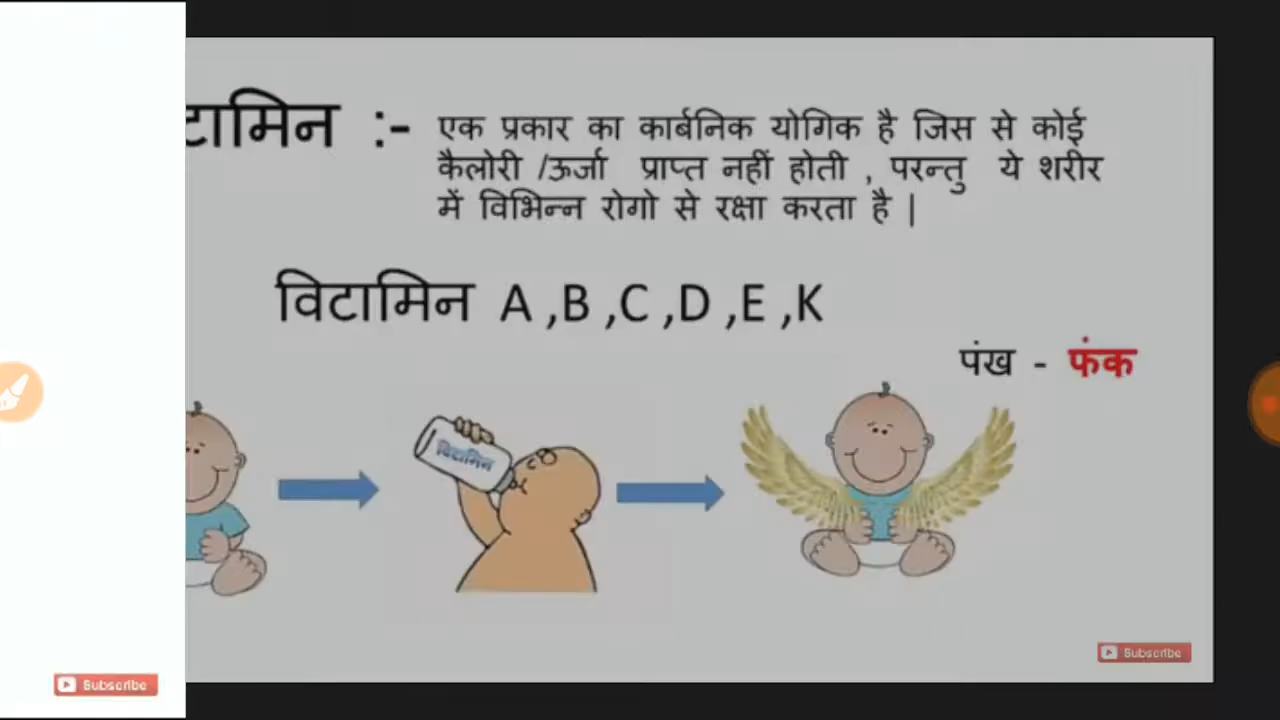 टामिन :-
एक प्रकार का कार्बनिक योगिक है जिस से कोई
कैलोरी /ऊर्जा प्राप्त नहीं होती , परन्तु ये शरीर
में विभिन्न रोगो से रक्षा करता है |
विटामिन A ,B ,C ,D ,E ,K
पंख - फंक
विटामिन
Subscribe
Subscribe